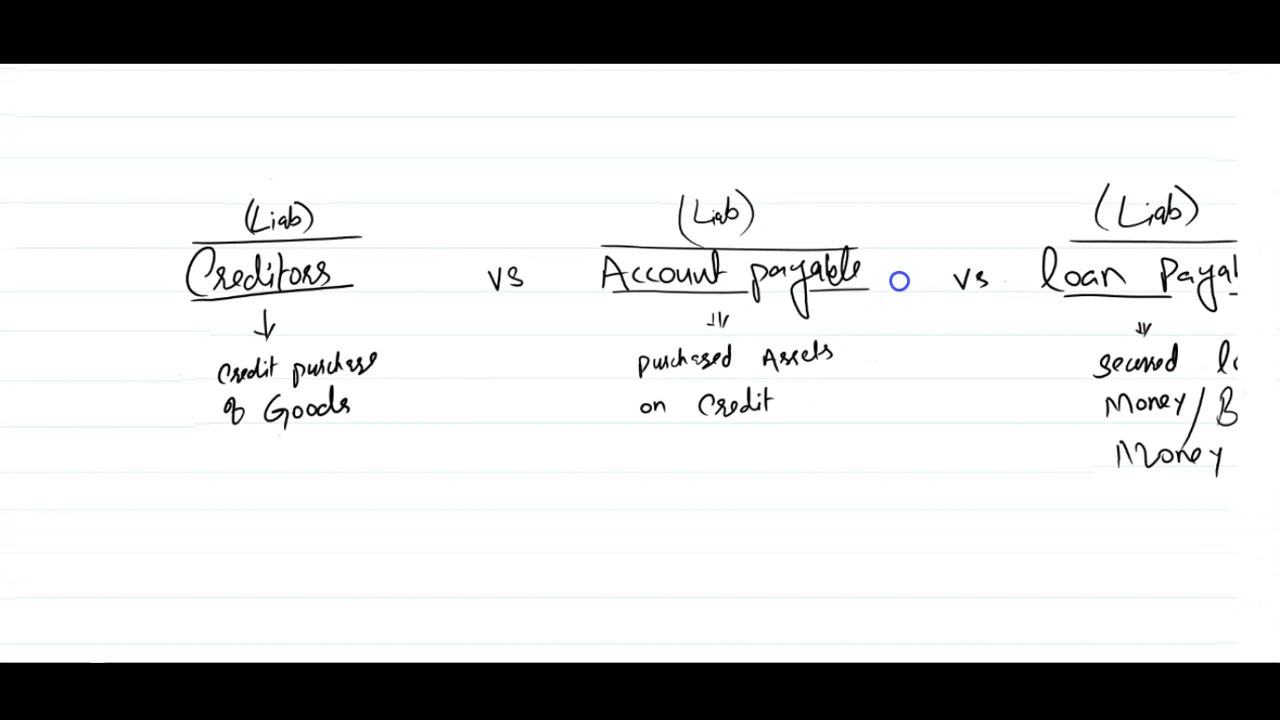 (Liab) (Liab) (Liab)
Creditors vs Account payable vs loan Paya
credit purchase purchased Assets secured
of Goods on Credit Money / B
Money